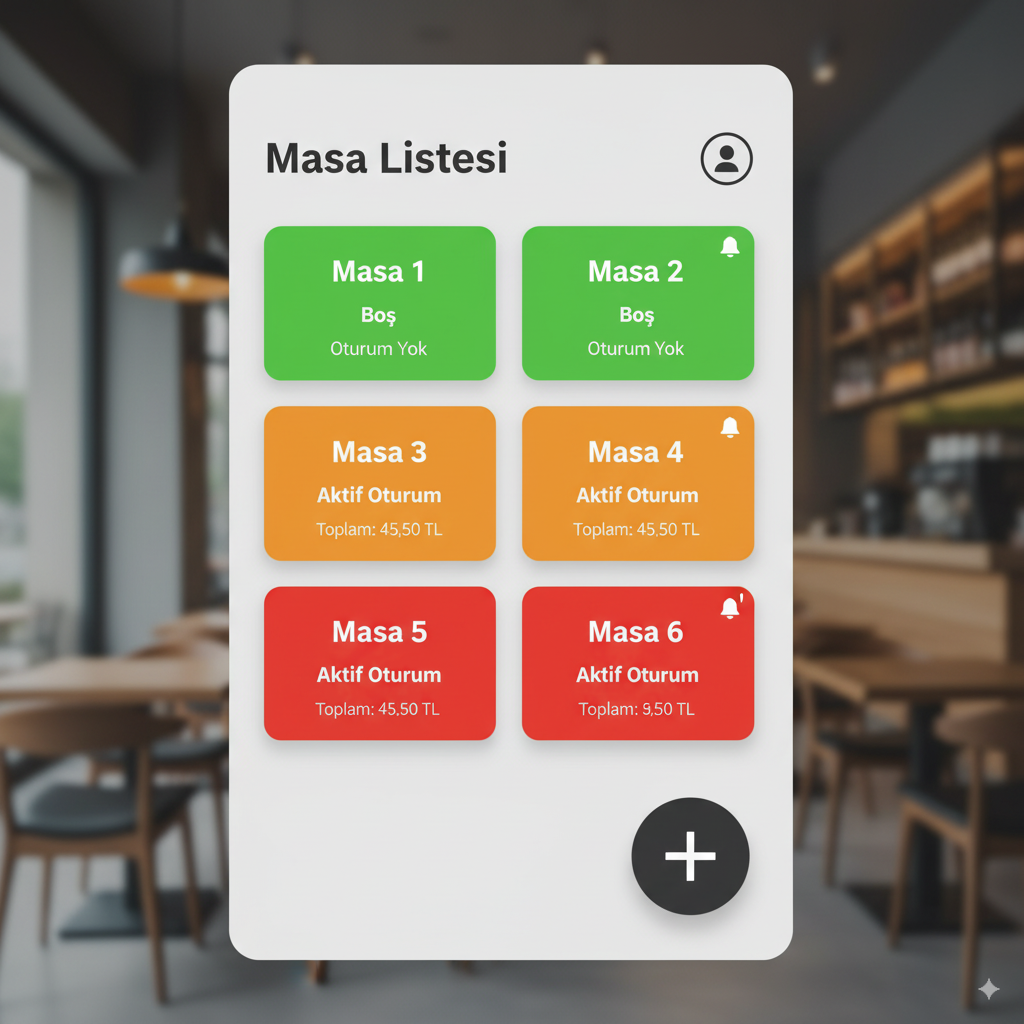 Masa Listesi
Masa 1
Boş
Oturum Yok
Masa 2
Boş
Oturum Yok
Masa 3
Aktif Oturum
Toplam: 45,50 TL
Masa 4
Aktif Oturum
Toplam: 45,50 TL
Masa 5
Aktif Oturum
Toplam: 45,50 TL
Masa 6
Aktif Oturum
Toplam: 9,50 TL